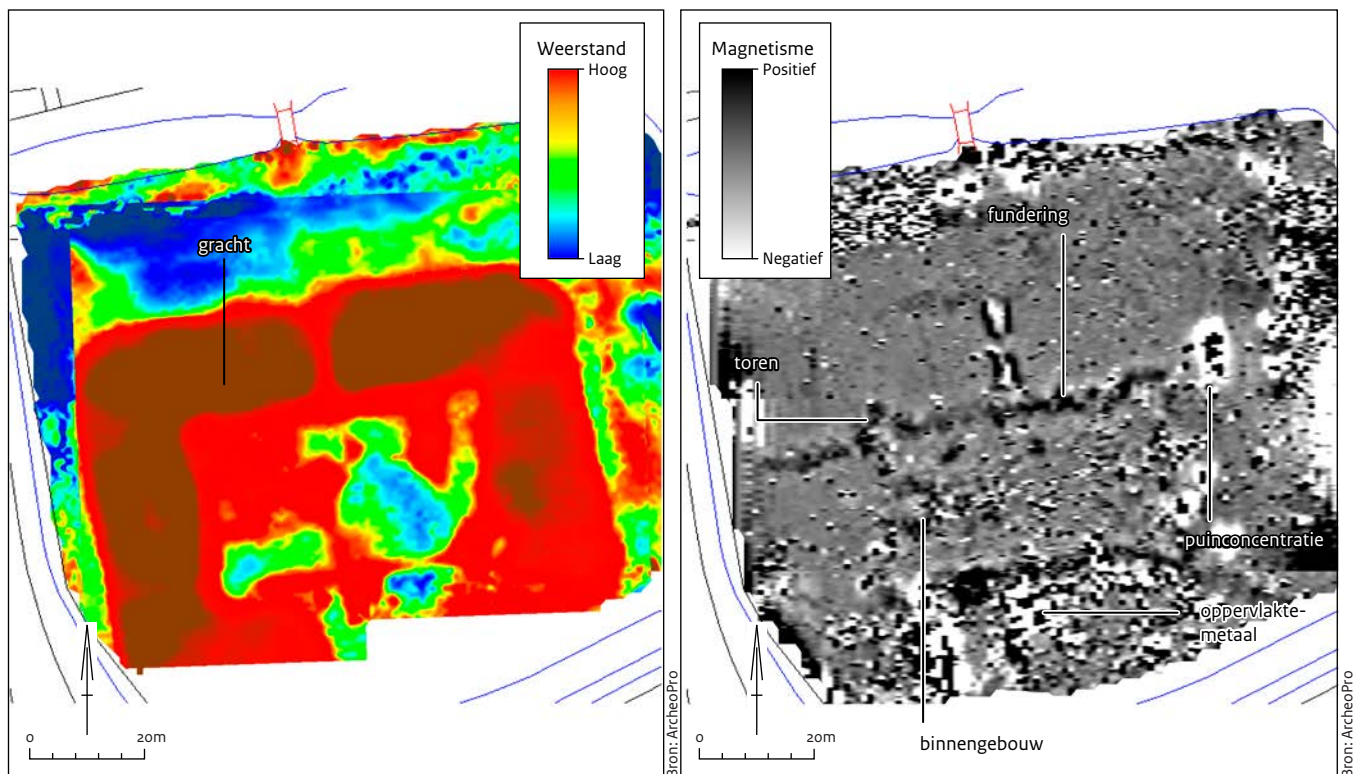 Weerstand
Hoog
Laag
gracht
0 20m
Bron: ArcheoPro
Magnetisme
Positief
Negatief
fundering
toren
puinconcentratie
oppervlakte-
metaal
binnengebouw
0 20m
Bron: ArcheoPro